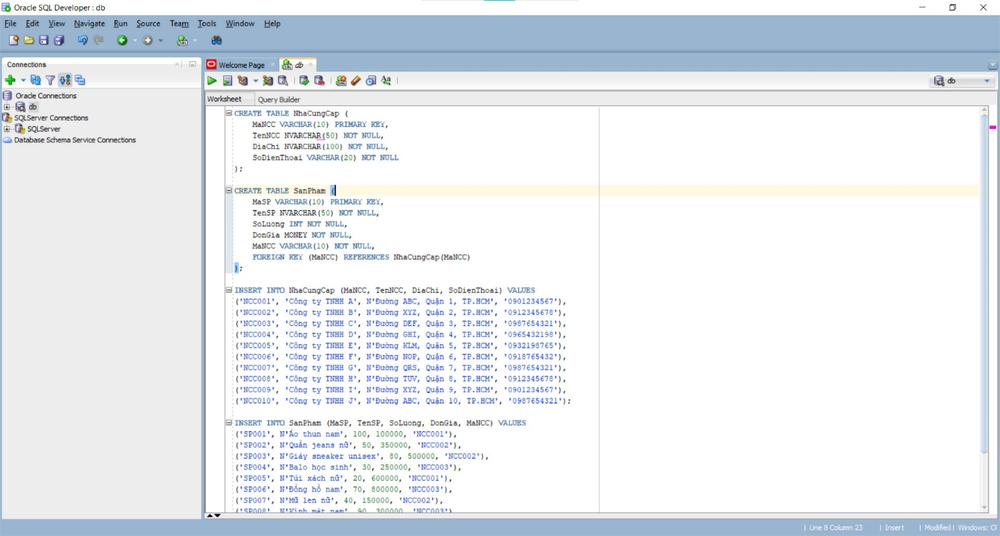 Oracle SQL Developer : db
File Edit View Navigate Run Source Team Tools Window Help
Connections
Welcome Page
db
db
Oracle Connections
db
SQLServer Connections
SQLServer
Database Schema Service Connections
Worksheet Query Builder
CREATE TABLE NhaCungCap (
MaNCC VARCHAR(10) PRIMARY KEY,
TenNCC NVARCHAR(50) NOT NULL,
DiaChi NVARCHAR(100) NOT NULL,
SoDienThoai VARCHAR(20) NOT NULL
);
CREATE TABLE SanPham (
MaSP VARCHAR(10) PRIMARY KEY,
TenSP NVARCHAR(50) NOT NULL,
SoLuong INT NOT NULL,
DonGia MONEY NOT NULL,
MaNCC VARCHAR(10) NOT NULL,
FOREIGN KEY (MaNCC) REFERENCES NhaCungCap(MaNCC)
);
INSERT INTO NhaCungCap (MaNCC, TenNCC, DiaChi, SoDienThoai) VALUES
('NCC001', 'Công ty TNHH A', N'Đường ABC, Quận 1, TP.HCM', '0901234567'),
('NCC002', 'Công ty TNHH B', N'Đường XYZ, Quận 2, TP.HCM', '0912345678'),
('NCC003', 'Công ty TNHH C', N'Đường DEF, Quận 3, TP.HCM', '0987654321'),
('NCC004', 'Công ty TNHH D', N'Đường GHI, Quận 4, TP.HCM', '0965432198'),
('NCC005', 'Công ty TNHH E', N'Đường KLM, Quận 5, TP.HCM', '0932198765'),
('NCC006', 'Công ty TNHH F', N'Đường NOP, Quận 6, TP.HCM', '0918765432'),
('NCC007', 'Công ty TNHH G', N'Đường QRS, Quận 7, TP.HCM', '0987654321'),
('NCC008', 'Công ty TNHH H', N'Đường TUV, Quận 8, TP.HCM', '0912345678'),
('NCC009', 'Công ty TNHH I', N'Đường XYZ, Quận 9, TP.HCM', '0901234567'),
('NCC010', 'Công ty TNHH J', N'Đường ABC, Quận 10, TP.HCM', '0987654321');
INSERT INTO SanPham (MaSP, TenSP, SoLuong, DonGia, MaNCC) VALUES
('SP001', N'Áo thun nam', 100, 100000, 'NCC001'),
('SP002', N'Quần jeans nữ', 50, 350000, 'NCC002'),
('SP003', N'Giày sneaker unisex', 80, 500000, 'NCC002'),
('SP004', N'Balo học sinh', 30, 250000, 'NCC003'),
('SP005', N'Túi xách nữ', 20, 600000, 'NCC001'),
('SP006', N'Đồng hồ nam', 70, 800000, 'NCC003'),
('SP007', N'Mũ len nữ', 40, 150000, 'NCC002'),
('SP008', N'Kính mát nam', 90, 300000, 'NCC003')
Line 8 Column 23 | Insert | Modified | Windows: C